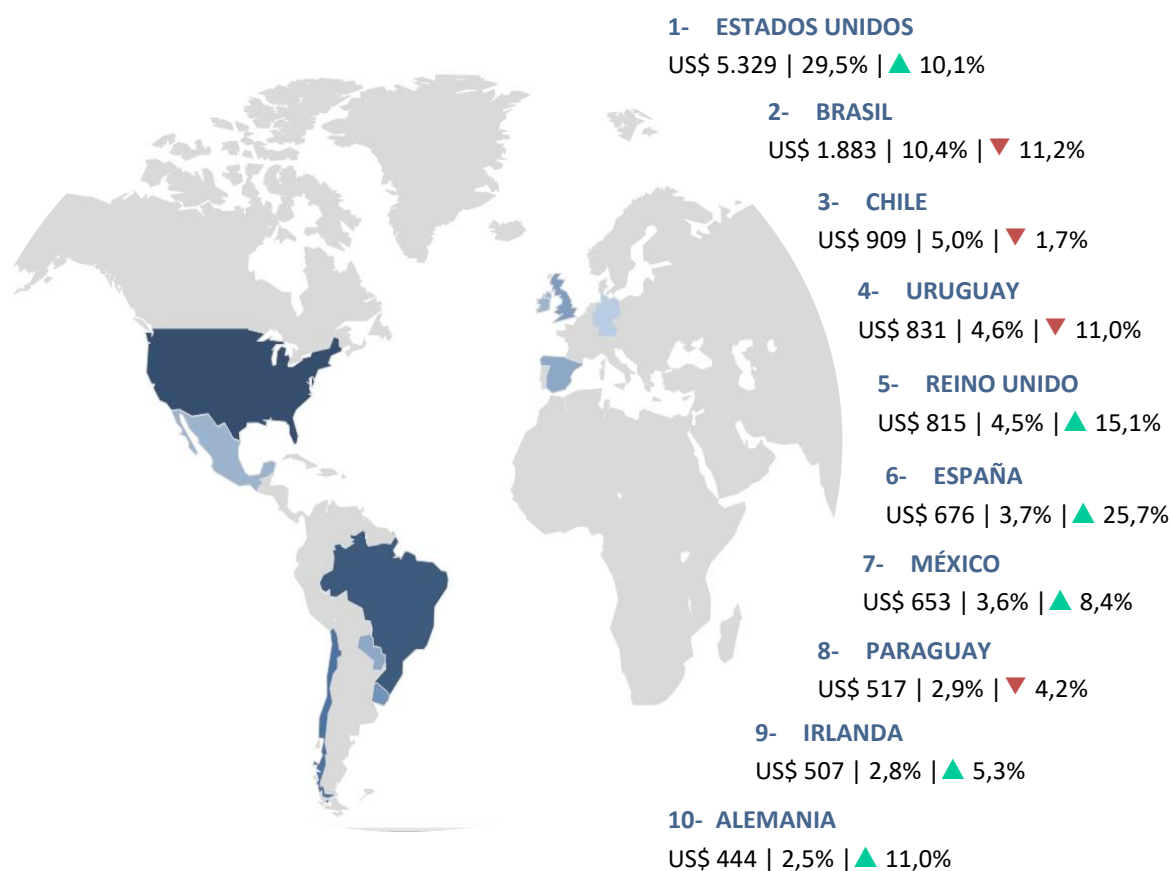 1- ESTADOS UNIDOS
US$ 5.329 | 29,5% | ▲ 10,1%
2- BRASIL
US$ 1.883 | 10,4% | ▼ 11,2%
3- CHILE
US$ 909 | 5,0% | ▼ 1,7%
4- URUGUAY
US$ 831 | 4,6% | ▼ 11,0%
5- REINO UNIDO
US$ 815 | 4,5% | ▲ 15,1%
6- ESPAÑA
US$ 676 | 3,7% | ▲ 25,7%
7- MÉXICO
US$ 653 | 3,6% | ▲ 8,4%
8- PARAGUAY
US$ 517 | 2,9% | ▼ 4,2%
9- IRLANDA
US$ 507 | 2,8% | ▲ 5,3%
10- ALEMANIA
US$ 444 | 2,5% | ▲ 11,0%